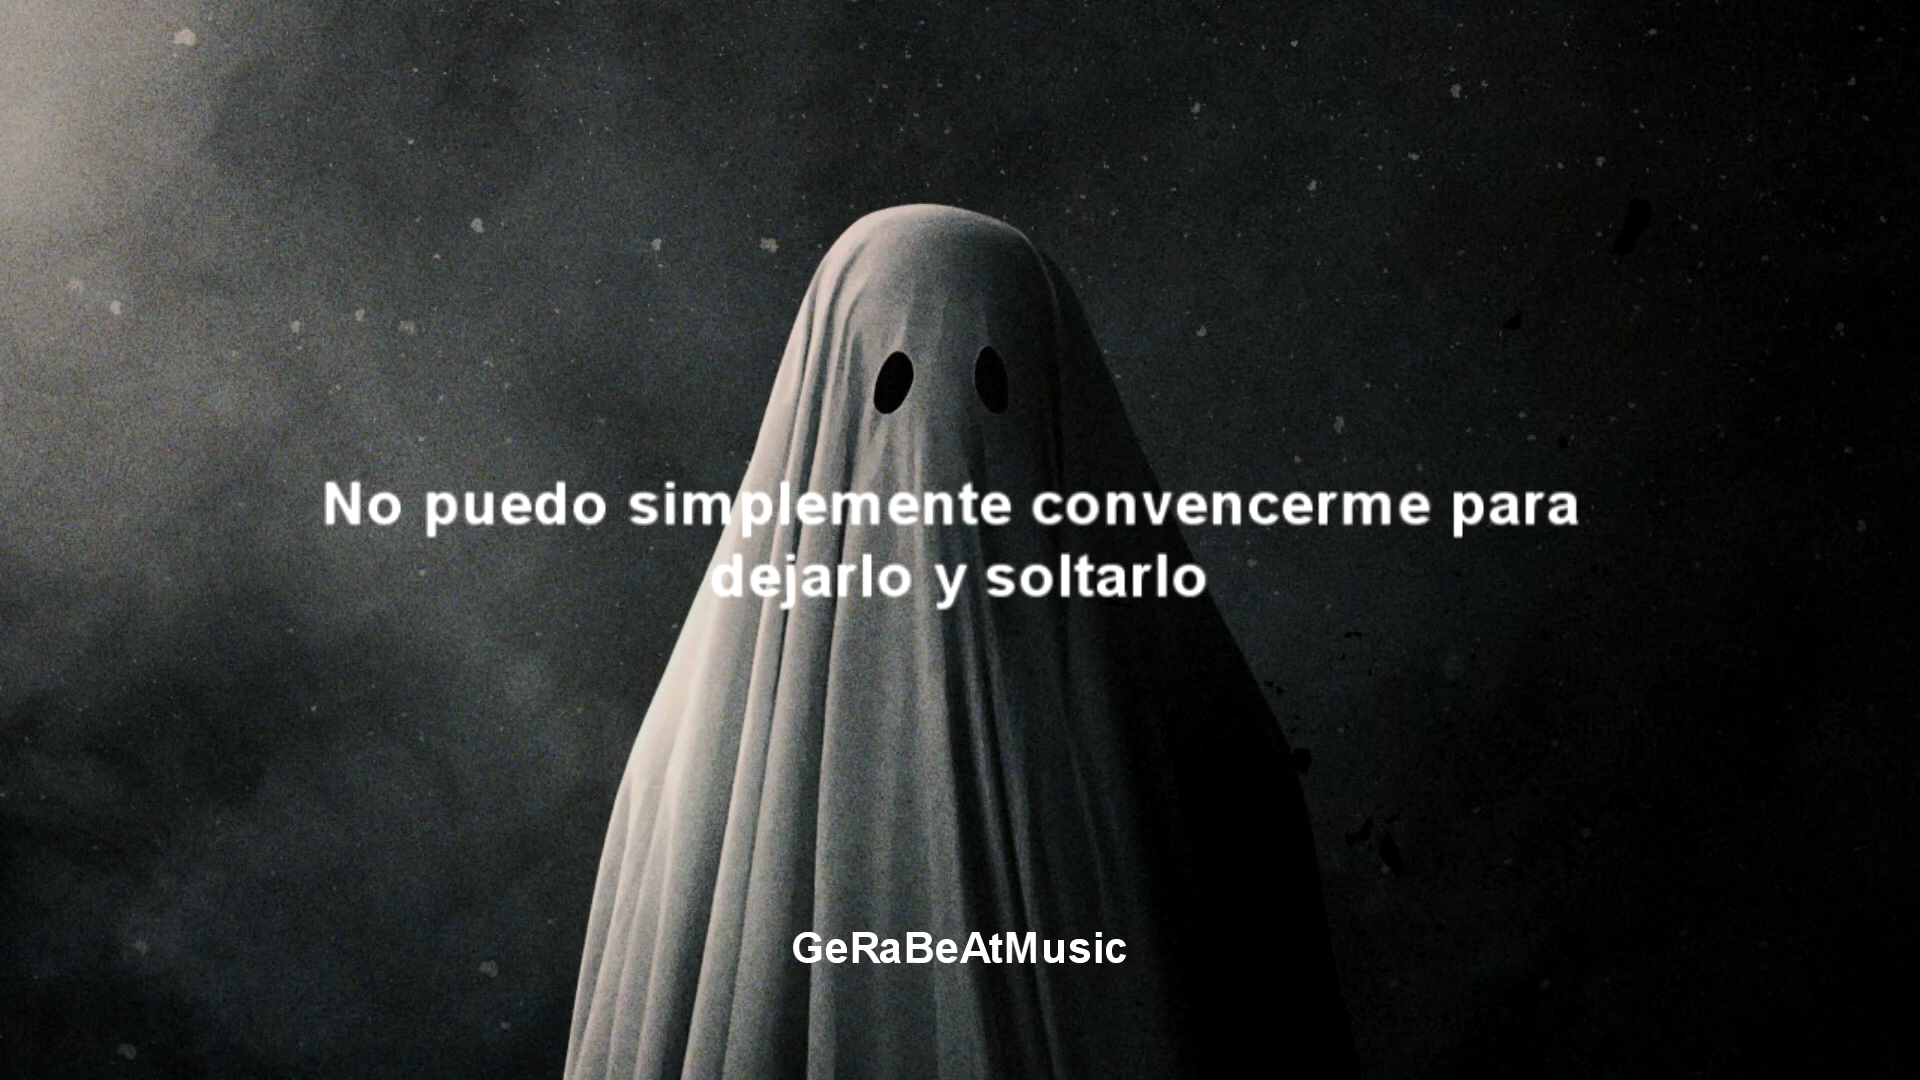 No puedo simplemente convencerme para
dejarlo y soltarlo
GeRaBeAtMusic